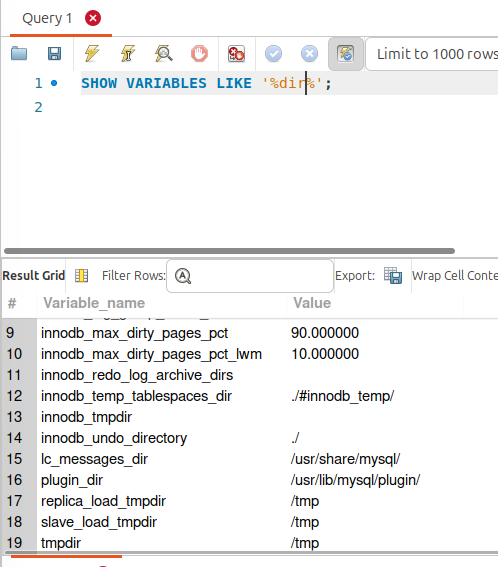 Query 1
Limit to 1000 rows
1 SHOW VARIABLES LIKE '%dir%';
2
Result Grid Filter Rows: Export: Wrap Cell Conte
# Variable_name Value
9 innodb_max_dirty_pages_pct 90.000000
10 innodb_max_dirty_pages_pct_lwm 10.000000
11 innodb_redo_log_archive_dirs
12 innodb_temp_tablespaces_dir ./#innodb_temp/
13 innodb_tmpdir
14 innodb_undo_directory ./
15 lc_messages_dir /usr/share/mysql/
16 plugin_dir /usr/lib/mysql/plugin/
17 replica_load_tmpdir /tmp
18 slave_load_tmpdir /tmp
19 tmpdir /tmp